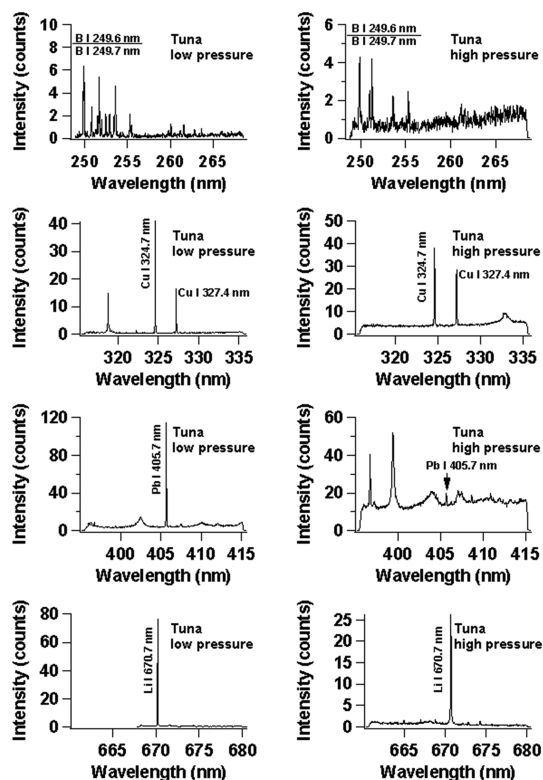 10
8
6
4
2
0
Intensity (counts)
B I 249.6 nm
B I 249.7 nm
Tuna
low pressure
250 255 260 265
Wavelength (nm)
6
4
2
0
Intensity (counts)
B I 249.6 nm
B I 249.7 nm
Tuna
high pressure
250 255 260 265
Wavelength (nm)
40
30
20
10
0
Intensity (counts)
Cu I 324.7 nm
Tuna
low pressure
Cu I 327.4 nm
320 325 330 335
Wavelength (nm)
50
40
30
20
10
0
Intensity (counts)
Cu I 324.7 nm
Tuna
high pressure
Cu I 327.4 nm
320 325 330 335
Wavelength (nm)
120
80
40
0
Intensity (counts)
Pb I 405.7 nm
Tuna
low pressure
400 405 410 415
Wavelength (nm)
60
40
20
0
Intensity (counts)
Tuna
high pressure
Pb I 405.7 nm
400 405 410 415
Wavelength (nm)
80
60
40
20
0
Intensity (counts)
Li I 670.7 nm
Tuna
low pressure
665 670 675 680
Wavelength (nm)
25
20
15
10
5
0
Intensity (counts)
Li I 670.7 nm
Tuna
high pressure
665 670 675 680
Wavelength (nm)